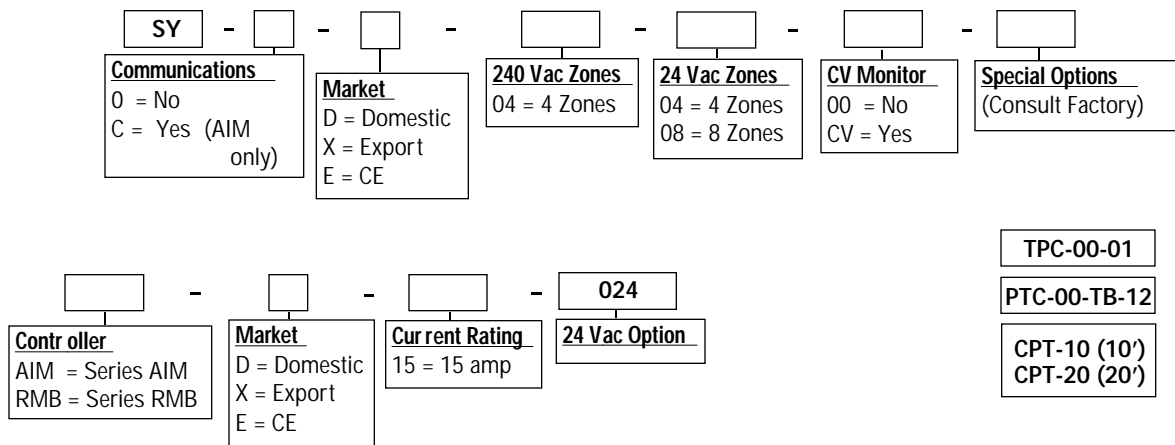 SY - - - - - -
Communications
0 = No
C = Yes (AIM
only)
Market
D = Domestic
X = Export
E = CE
240 Vac Zones
04 = 4 Zones
24 Vac Zones
04 = 4 Zones
08 = 8 Zones
CV Monitor
00 = No
CV = Yes
Special Options
(Consult Factory)
- - - 024
Controller
AIM = Series AIM
RMB = Series RMB
Market
D = Domestic
X = Export
E = CE
Current Rating
15 = 15 amp
24 Vac Option
TPC-00-01
PTC-00-TB-12
CPT-10 (10′)
CPT-20 (20′)